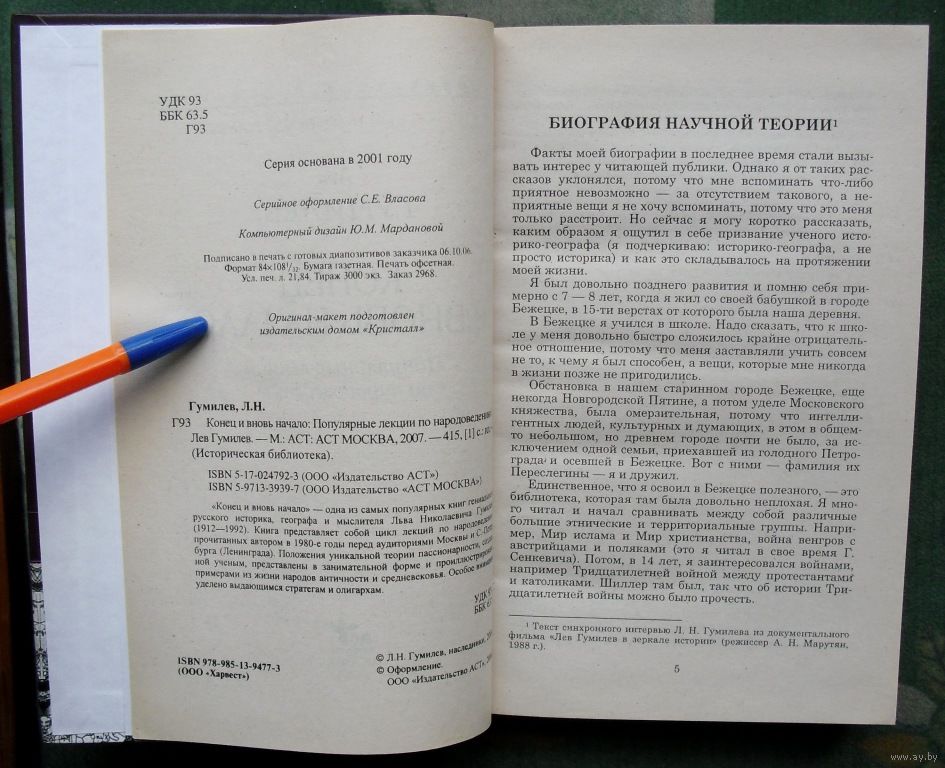 УДК 93
ББК 63.5
Г93
Серия основана в 2001 году
Серийное оформление С.Е. Власова
Компьютерный дизайн Ю.М. Мардановой
Подписано в печать с готовых диапозитивов заказчика 06.10.06.
Формат 84×108¹/₃₂. Бумага газетная. Печать офсетная.
Усл. печ. л. 21,84. Тираж 3000 экз. Заказ 2968.
Оригинал-макет подготовлен
издательским домом «Кристалл»
Гумилев, Л.Н.
Г93 Конец и вновь начало: Популярные лекции по народоведению
Лев Гумилев. — М.: АСТ: АСТ МОСКВА, 2007. — 415, [1] с.:
(Историческая библиотека).
ISBN 5-17-024792-3 (ООО «Издательство АСТ»)
ISBN 5-9713-3939-7 (ООО Издательство «АСТ МОСКВА»)
«Конец и вновь начало» — одна из самых популярных книг
русского историка, географа и мыслителя Льва Николаевича
(1912—1992). Книга представляет собой цикл лекций по
прочитанных автором в 1980-е годы перед аудиториями Москвы и
бурга (Ленинграда). Положения уникальной теории пассионарности,
ной ученым, представлены в занимательной форме и
примерами из жизни народов античности и средневековья. Особое
уделено выдающимся стратегам и олигархам.
УДК
ББК
ISBN 978-985-13-9477-3
(ООО «Харвест»)
© Л.Н. Гумилев, наследники,
© Оформление.
ООО «Издательство АСТ»,
БИОГРАФИЯ НАУЧНОЙ ТЕОРИИ¹
Факты моей биографии в последнее время стали вызы-
вать интерес у читающей публики. Однако я от таких рас-
сказов уклонялся, потому что мне вспоминать что-либо
приятное невозможно — за отсутствием такового, а не-
приятные вещи я не хочу вспоминать, потому что это меня
только расстроит. Но сейчас я могу коротко рассказать,
каким образом я ощутил в себе призвание ученого исто-
рико-географа (я подчеркиваю: историко-географа, а не
просто историка) и как это складывалось на протяжении
моей жизни.
Я был довольно позднего развития и помню себя при-
мерно с 7 — 8 лет, когда я жил со своей бабушкой в городе
Бежецке, в 15-ти верстах от которого была наша деревня.
В Бежецке я учился в школе. Надо сказать, что к шко-
ле у меня довольно быстро сложилось крайне отрицатель-
ное отношение, потому что меня заставляли учить совсем
не то, к чему я был способен, а вещи, которые мне никогда
в жизни позже не пригодились.
Обстановка в нашем старинном городе Бежецке, еще
некогда Новгородской Пятине, а потом уделе Московского
княжества, была омерзительная, потому что интелли-
гентных людей, культурных и думающих, в этом в общем-
то небольшом, но древнем городе почти не было, за ис-
ключением одной семьи, приехавшей из голодного Петро-
града и осевшей в Бежецке. Вот с ними — фамилия их
Переслегины — я и дружил.
Единственное, что я освоил в Бежецке полезного, — это
библиотека, которая там была довольно неплохая. Я мно-
го читал и начал сравнивать между собой различные
большие этнические и территориальные группы. Напри-
мер, Мир ислама и Мир христианства, война венгров с
австрийцами и поляками (это я читал в свое время Г.
Сенкевича). Потом, в 14 лет, я заинтересовался войнами,
например Тридцатилетней войной между протестантами
и католиками. Шиллер там был, так что об истории Три-
дцатилетней войны можно было прочесть.
¹ Текст синхронного интервью Л. Н. Гумилева из документального
фильма «Лев Гумилев в зеркале истории» (режиссер А. Н. Марутян,
1988 г.).
5
www.ay.by